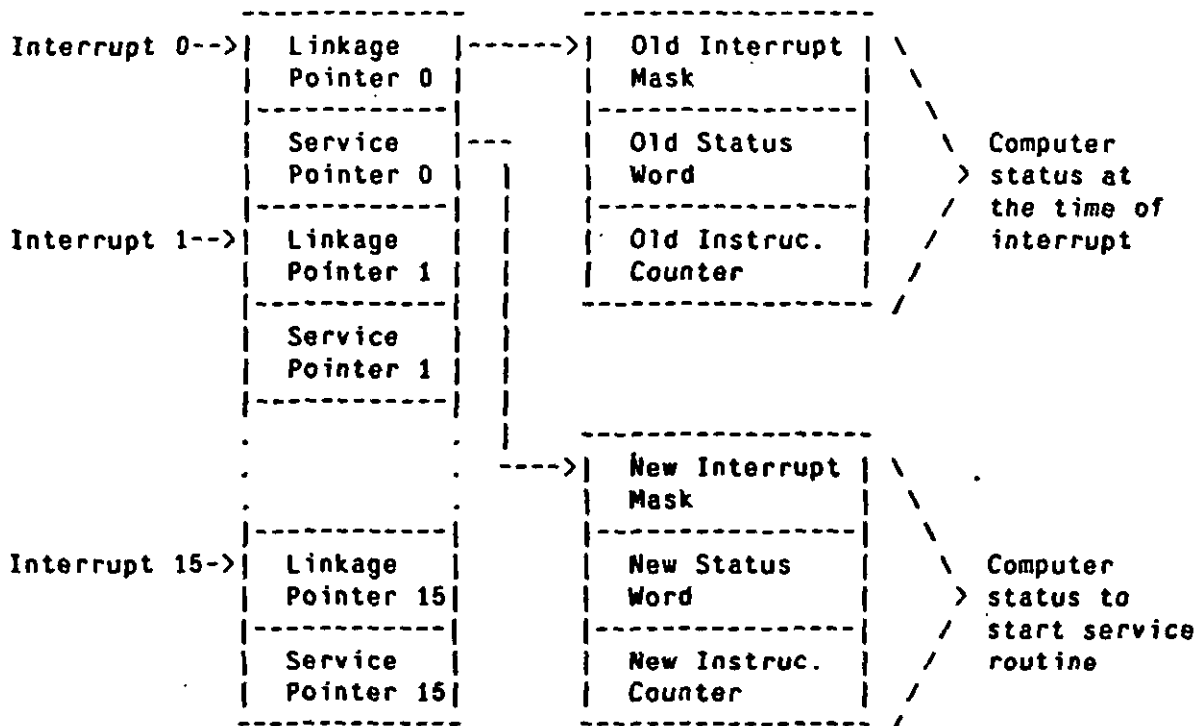 Interrupt 0-->| Linkage |------>| Old Interrupt | \
Pointer 0 Mask
Service Old Status Computer
Pointer 0 Word > status at
the time of
Interrupt 1-->| Linkage Old Instruc. interrupt
Pointer 1 Counter
Service
Pointer 1
---->| New Interrupt
Mask
Interrupt 15->| Linkage New Status Computer
Pointer 15 Word > status to
start service
Service New Instruc. routine
Pointer 15 Counter